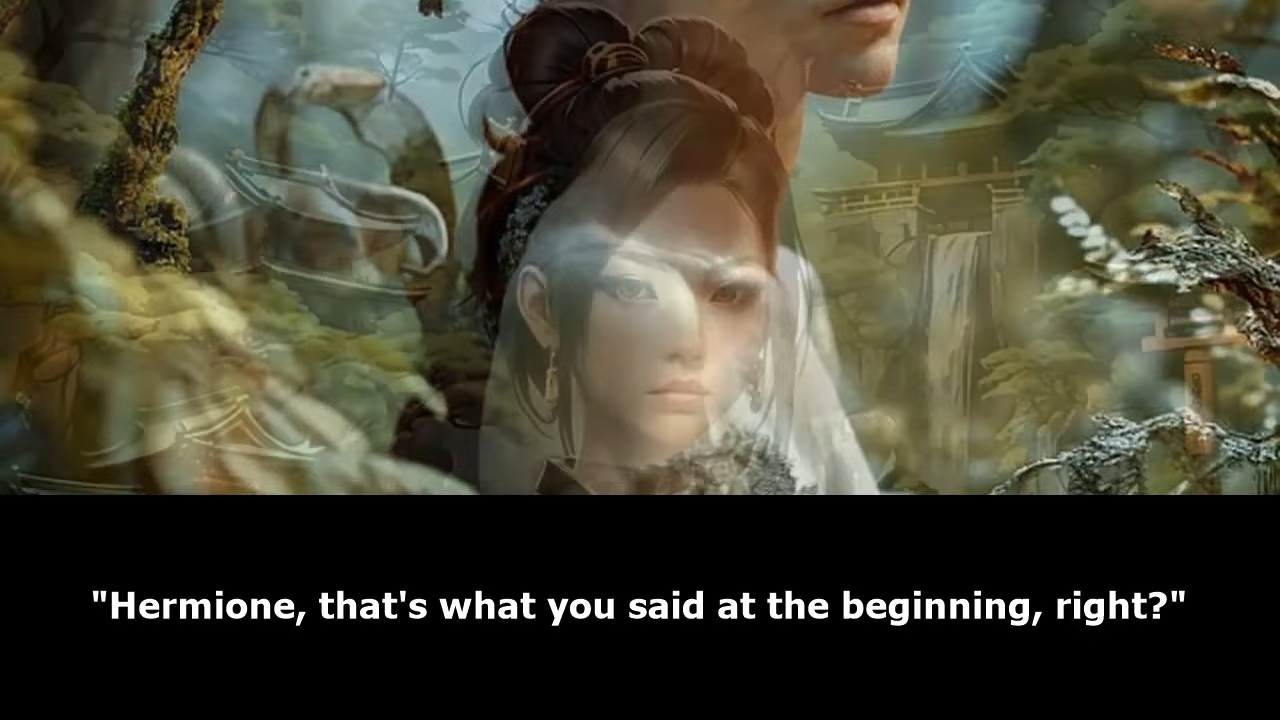 "Hermione, that's what you said at the beginning, right?"